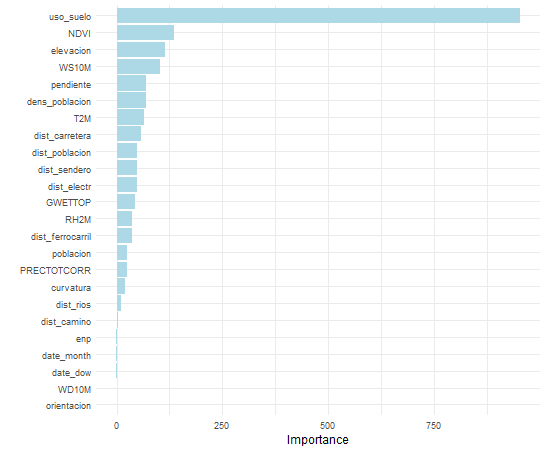 uso_suelo
NDVI
elevacion
WS10M
pendiente
dens_poblacion
T2M
dist_carretera
dist_poblacion
dist_sendero
dist_electr
GWETTOP
RH2M
dist_ferrocarril
poblacion
PRECTOTCORR
curvatura
dist_rios
dist_camino
enp
date_month
date_dow
WD10M
orientacion
0 250 500 750
Importance